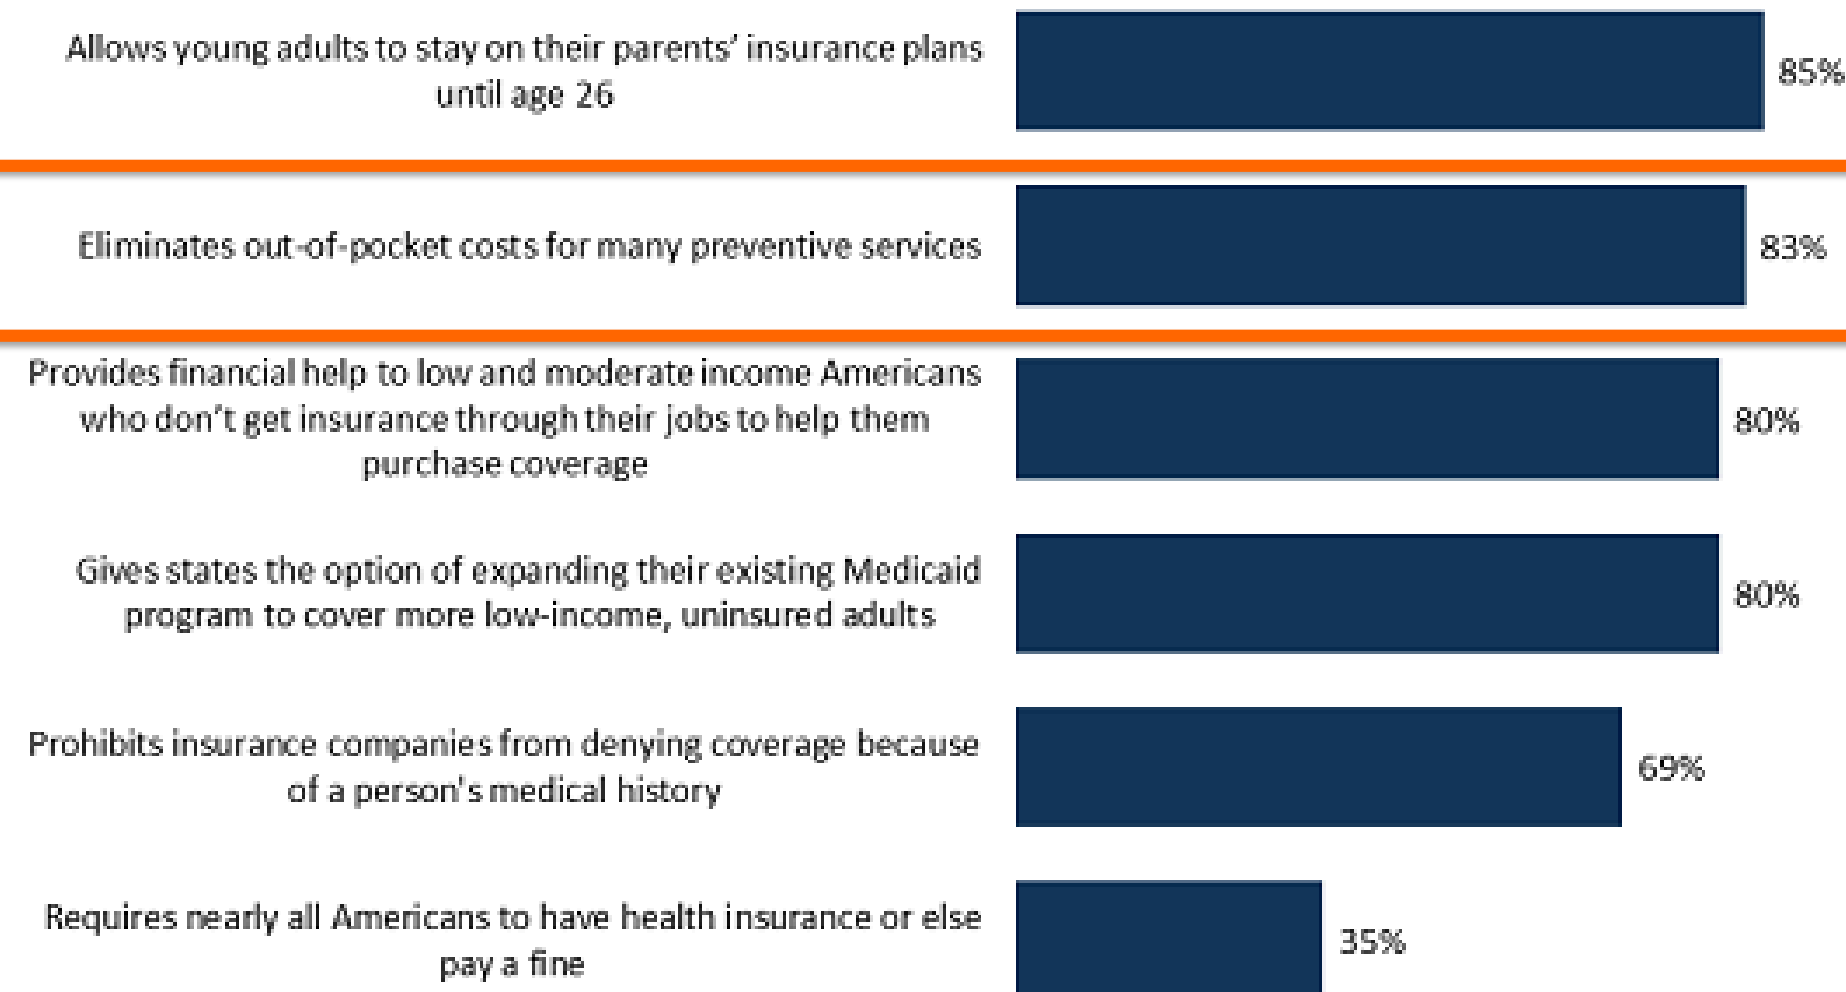 Allows young adults to stay on their parents’ insurance plans
until age 26
85%
Eliminates out-of-pocket costs for many preventive services
83%
Provides financial help to low and moderate income Americans
who don’t get insurance through their jobs to help them
purchase coverage
80%
Gives states the option of expanding their existing Medicaid
program to cover more low-income, uninsured adults
80%
Prohibits insurance companies from denying coverage because
of a person's medical history
69%
Requires nearly all Americans to have health insurance or else
pay a fine
35%